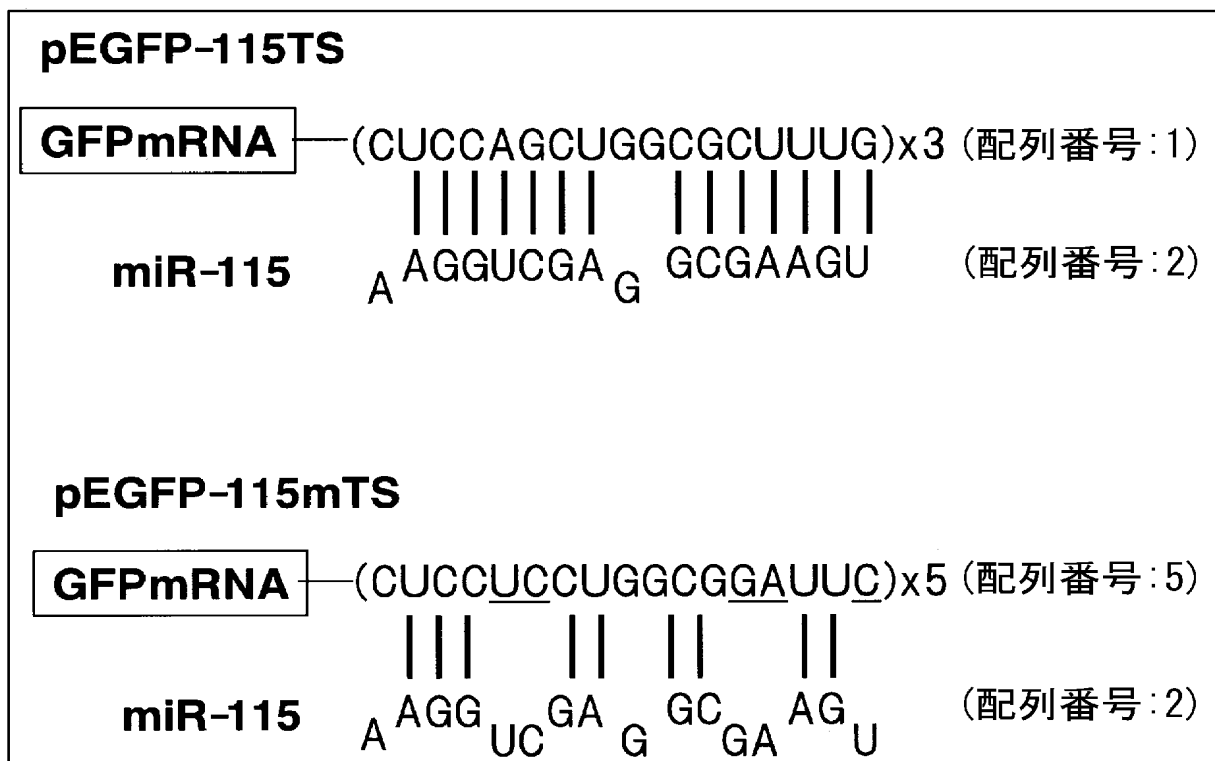 pEGFP-115TS
GFPmRNA (CUCCAGCUGGCGCUUUG)x3 (配列番号:1)
miR-115 A AGGUCGA G GCGAAGU (配列番号:2)
pEGFP-115mTS
GFPmRNA (CUCCUCCUGGCGGAUUC)x5 (配列番号:5)
miR-115 A AGG UC GA G GC GA AG U (配列番号:2)